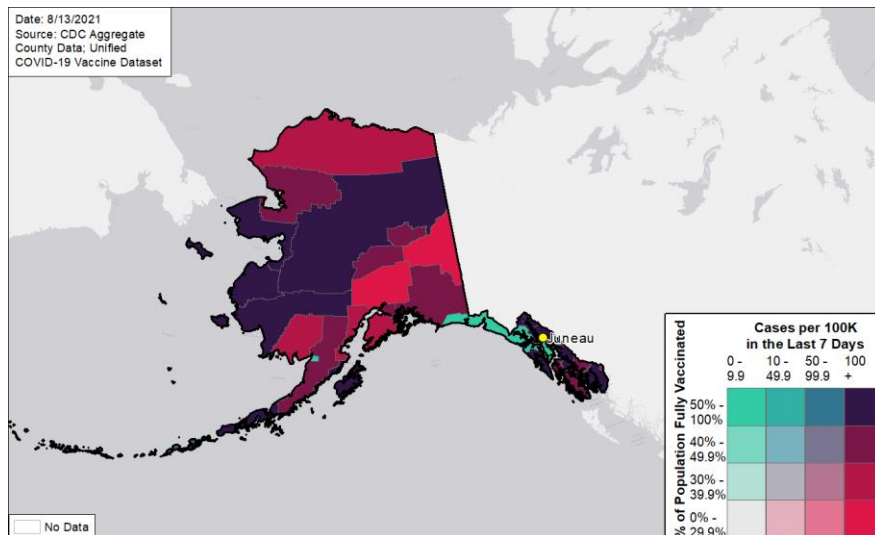 Date: 8/13/2021
Source: CDC Aggregate
County Data; Unified
COVID-19 Vaccine Dataset
Juneau
Cases per 100K
in the Last 7 Days
0 - 10 - 50 - 100
9.9 49.9 99.9 +
% of Population Fully Vaccinated
50% -
100%
40% -
49.9%
30% -
39.9%
0% -
29.9%
No Data